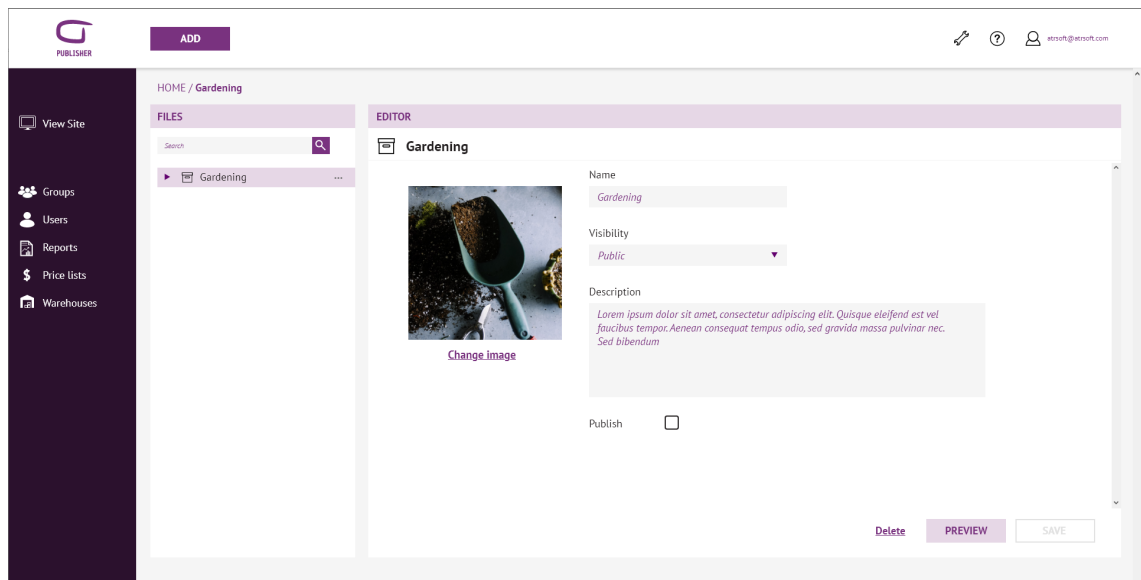 PUBLISHER
ADD
?
atrsoft@atrsoft.com
HOME / Gardening
View Site
Groups
Users
Reports
$ Price lists
Warehouses
FILES
Search
Gardening ...
EDITOR
Gardening
Change image
Name
Gardening
Visibility
Public
Description
Lorem ipsum dolor sit amet, consectetur adipiscing elit. Quisque eleifend est vel
faucibus tempor. Aenean consequat tempus odio, sed gravida massa pulvinar nec.
Sed bibendum
Publish
Delete
PREVIEW
SAVE